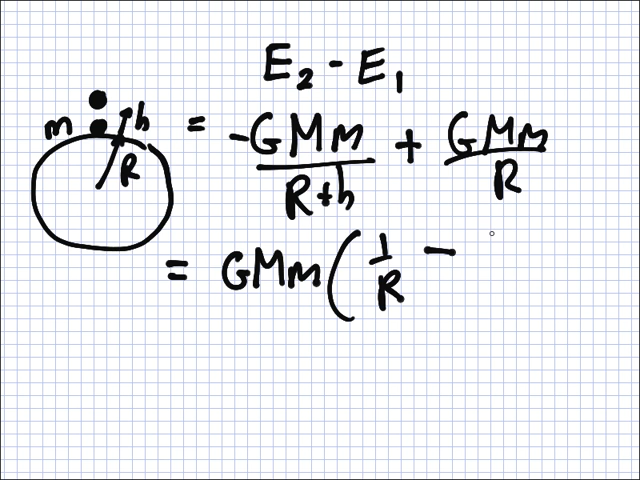 E₂ - E₁
m h = -GMm/(R+h) + GMm/R
R
= GMm(1/R -